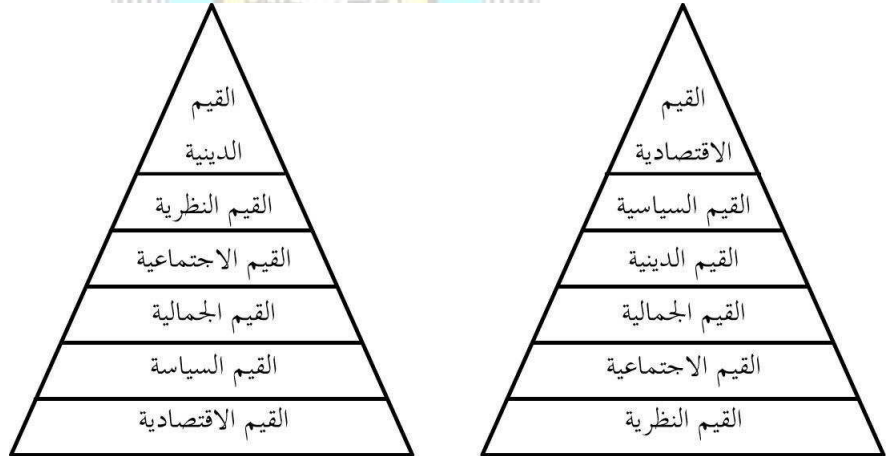 القيم
الاقتصادية
القيم السياسية
القيم الدينية
القيم الجمالية
القيم الاجتماعية
القيم النظرية
القيم
الدينية
القيم النظرية
القيم الاجتماعية
القيم الجمالية
القيم السياسة
القيم الاقتصادية